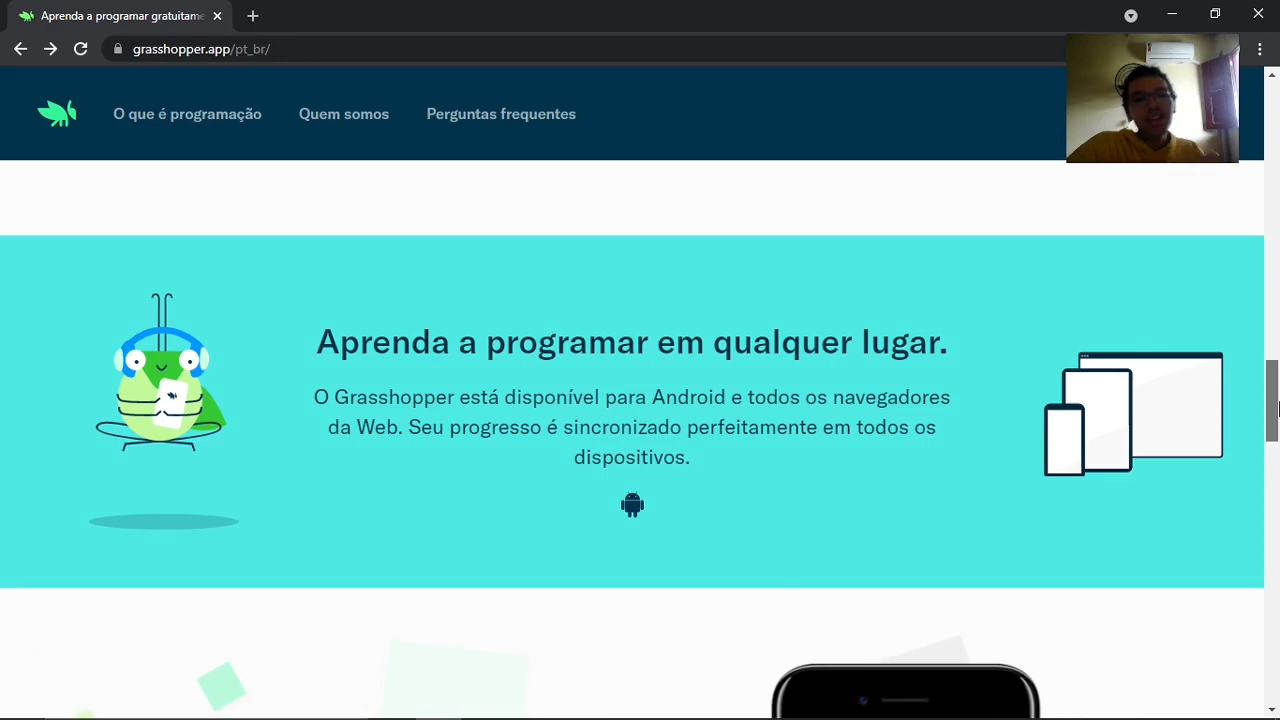 Aprenda a programar gratuitame
grasshopper.app/pt_br/
O que é programação
Quem somos
Perguntas frequentes
Aprenda a programar em qualquer lugar.
O Grasshopper está disponível para Android e todos os navegadores
da Web. Seu progresso é sincronizado perfeitamente em todos os
dispositivos.